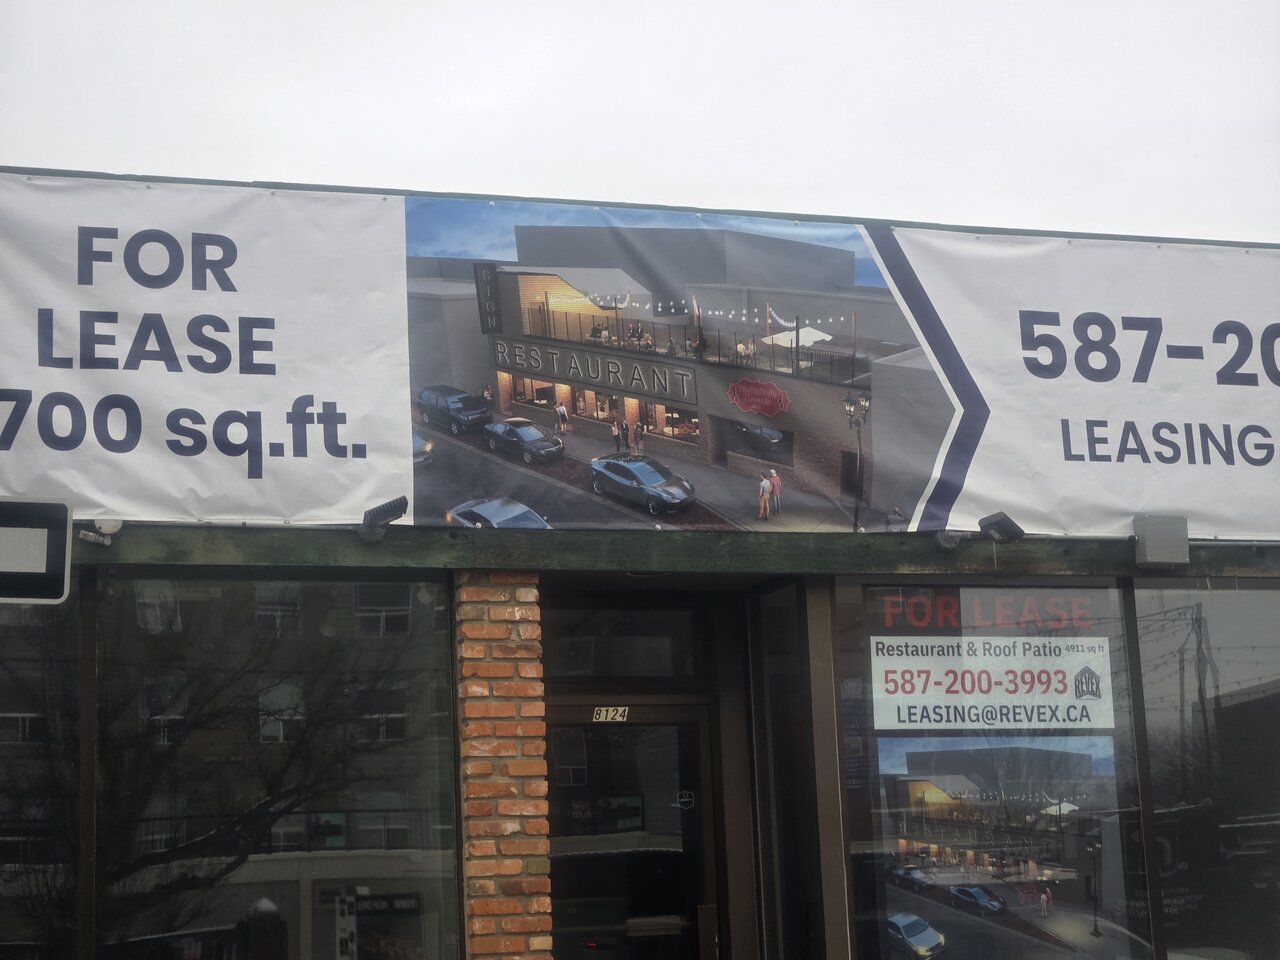 FOR
LEASE
700 sq.ft.
SIGN
RESTAURANT
587-20
LEASING
8124
FOR LEASE
Restaurant & Roof Patio 4911 sq ft
587-200-3993
REVEX
LEASING@REVEX.CA
RESTAURANT